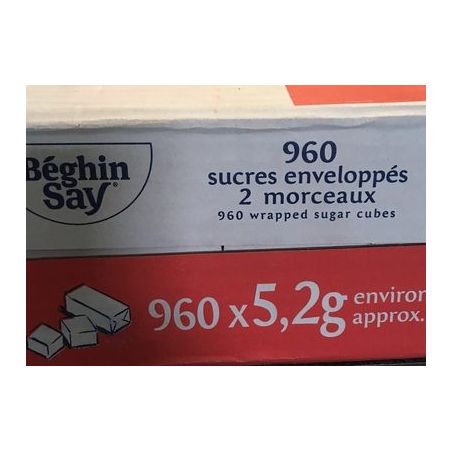 Béghin
Say®
960
sucres enveloppés
2 morceaux
960 wrapped sugar cubes
960 x 5,2g environ
approx.